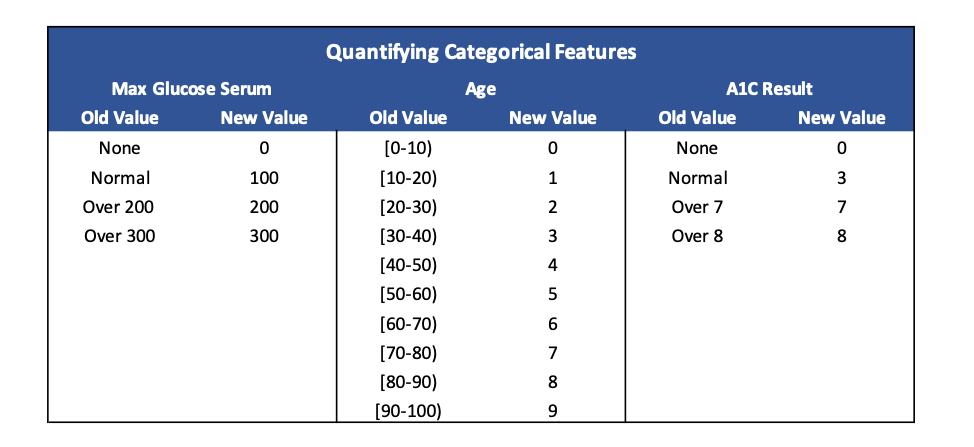 Quantifying Categorical Features
Max Glucose Serum Age A1C Result
Old Value New Value Old Value New Value Old Value New Value
None 0 [0-10) 0 None 0
Normal 100 [10-20) 1 Normal 3
Over 200 200 [20-30) 2 Over 7 7
Over 300 300 [30-40) 3 Over 8 8
[40-50) 4
[50-60) 5
[60-70) 6
[70-80) 7
[80-90) 8
[90-100) 9